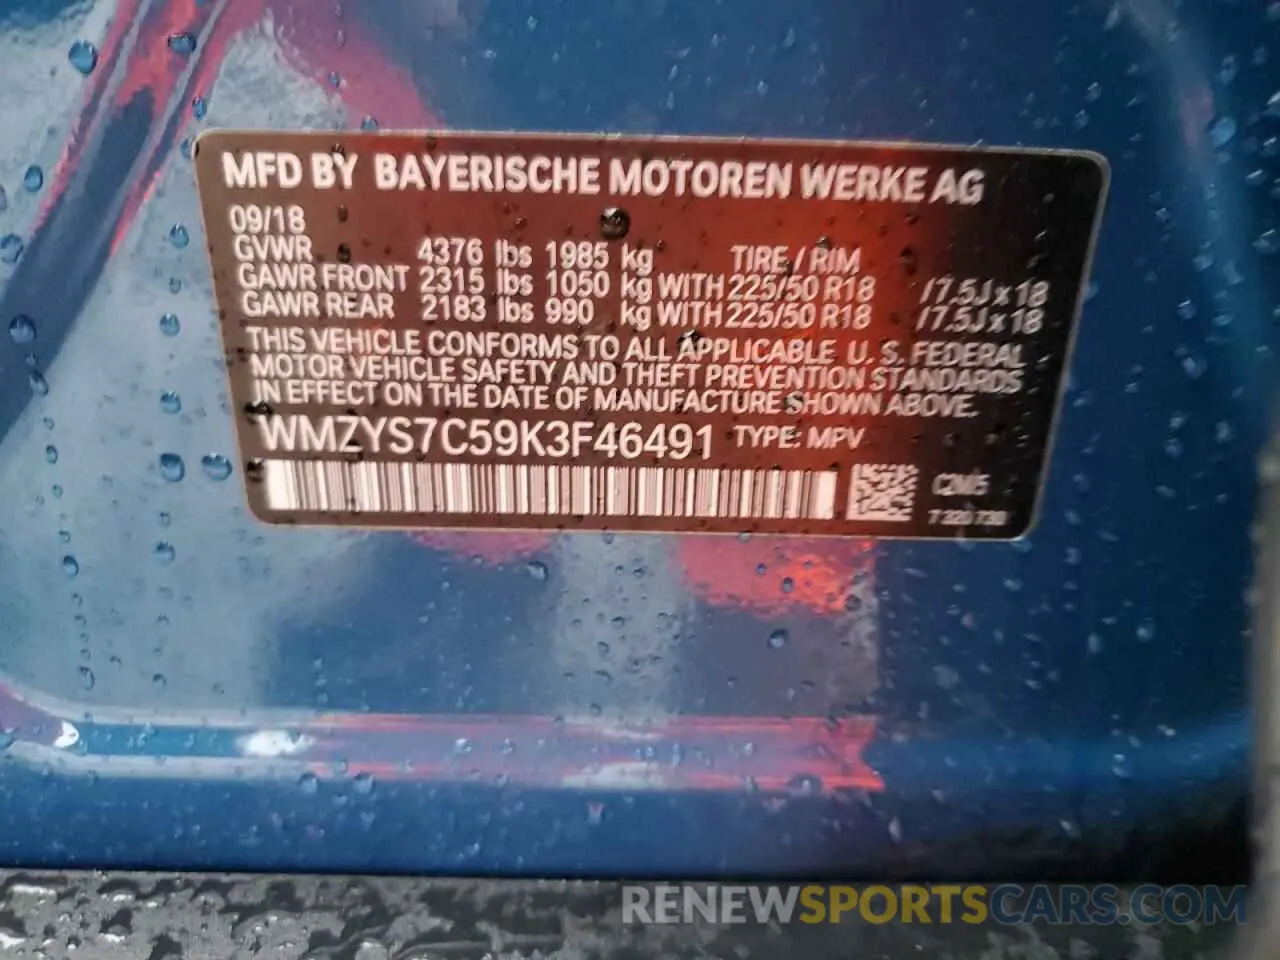 MFD BY BAYERISCHE MOTOREN WERKE AG
09/18
GVWR 4376 lbs 1985 kg TIRE / RIM
GAWR FRONT 2315 lbs 1050 kg WITH 225/50 R18 /7.5J x 18
GAWR REAR 2183 lbs 990 kg WITH 225/50 R18 /7.5J x 18
THIS VEHICLE CONFORMS TO ALL APPLICABLE U. S. FEDERAL
MOTOR VEHICLE SAFETY AND THEFT PREVENTION STANDARDS
IN EFFECT ON THE DATE OF MANUFACTURE SHOWN ABOVE.
WMZYS7C59K3F46491 TYPE: MPV
7 320 730
RENEWSPORTSCARS.COM